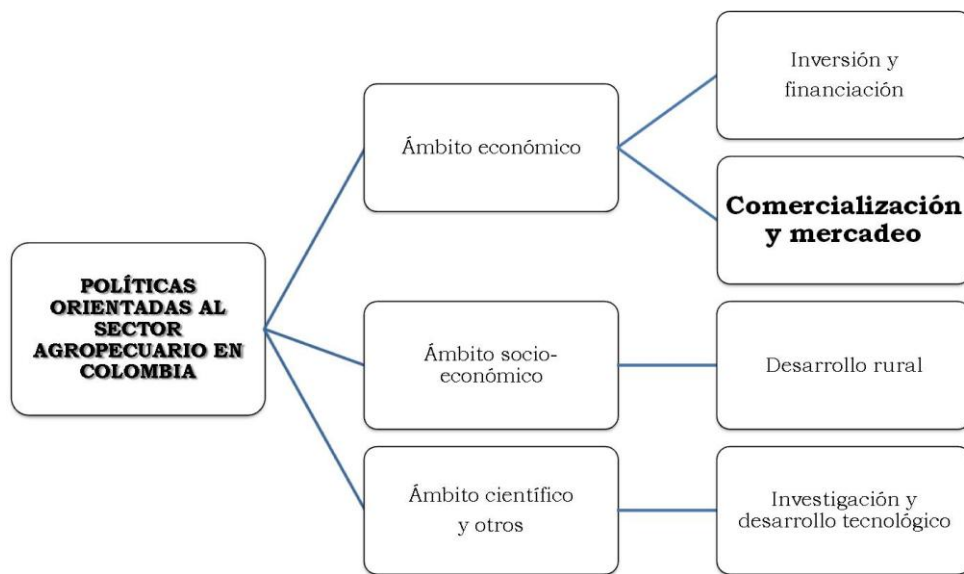 POLÍTICAS
ORIENTADAS AL
SECTOR
AGROPECUARIO EN
COLOMBIA
Ámbito económico
Inversión y
financiación
Comercialización
y mercadeo
Ámbito socio-
económico
Desarrollo rural
Ámbito científico
y otros
Investigación y
desarrollo tecnológico